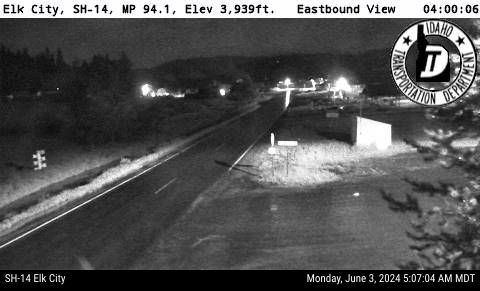 Elk City, SH-14, MP 94.1, Elev 3,939ft. Eastbound View 04:00:06
IDAHO
TRANSPORTATION DEPARTMENT
SH-14 Elk City
Monday, June 3, 2024 5:07:04 AM MDT